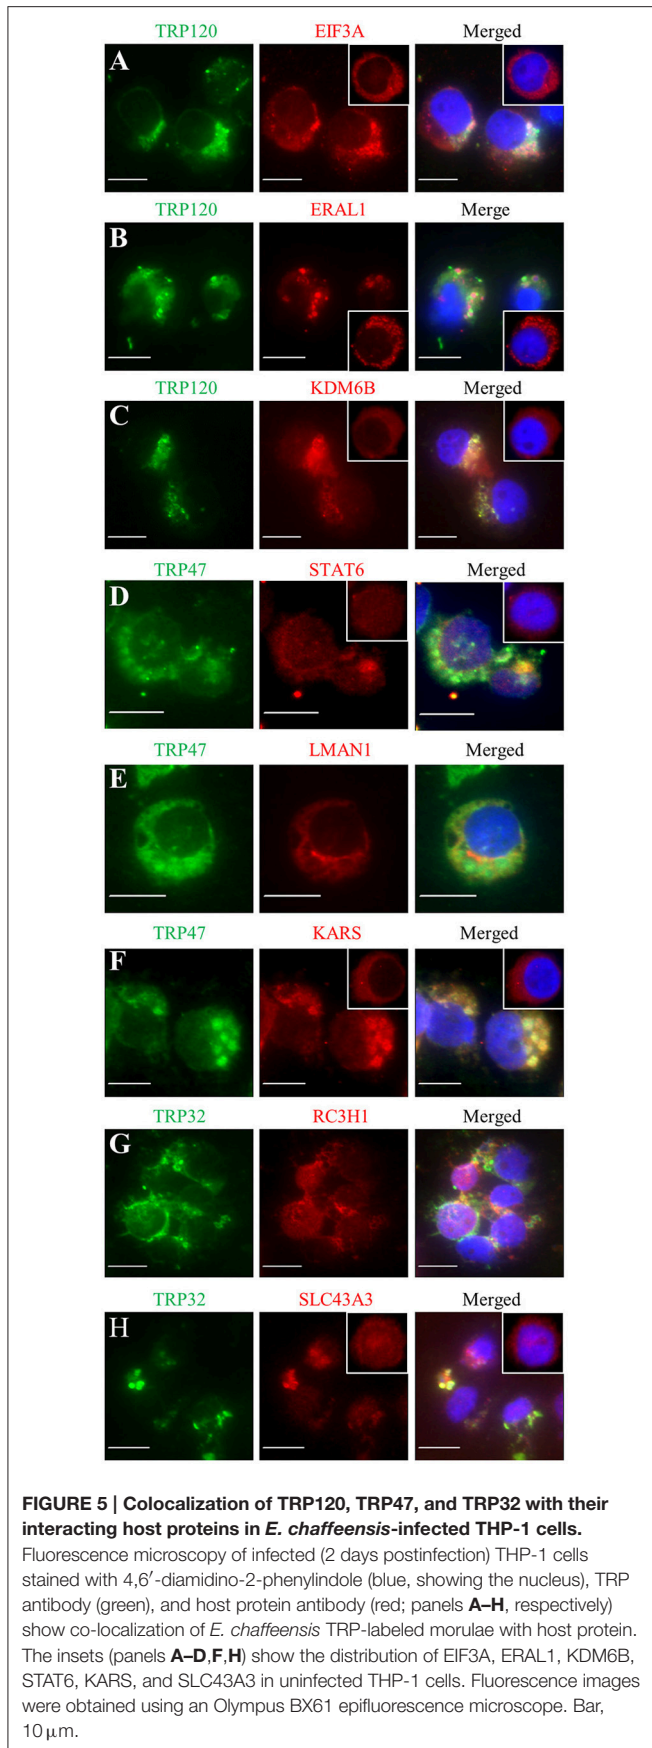 TRP120 EIF3A Merged
A
TRP120 ERAL1 Merge
B
TRP120 KDM6B Merged
C
TRP47 STAT6 Merged
D
TRP47 LMAN1 Merged
E
TRP47 KARS Merged
F
TRP32 RC3H1 Merged
G
TRP32 SLC43A3 Merged
H
FIGURE 5 | Colocalization of TRP120, TRP47, and TRP32 with their
interacting host proteins in E. chaffeensis-infected THP-1 cells.
Fluorescence microscopy of infected (2 days postinfection) THP-1 cells
stained with 4,6′-diamidino-2-phenylindole (blue, showing the nucleus), TRP
antibody (green), and host protein antibody (red; panels A–H, respectively)
show co-localization of E. chaffeensis TRP-labeled morulae with host protein.
The insets (panels A–D,F,H) show the distribution of EIF3A, ERAL1, KDM6B,
STAT6, KARS, and SLC43A3 in uninfected THP-1 cells. Fluorescence images
were obtained using an Olympus BX61 epifluorescence microscope. Bar,
10 μm.